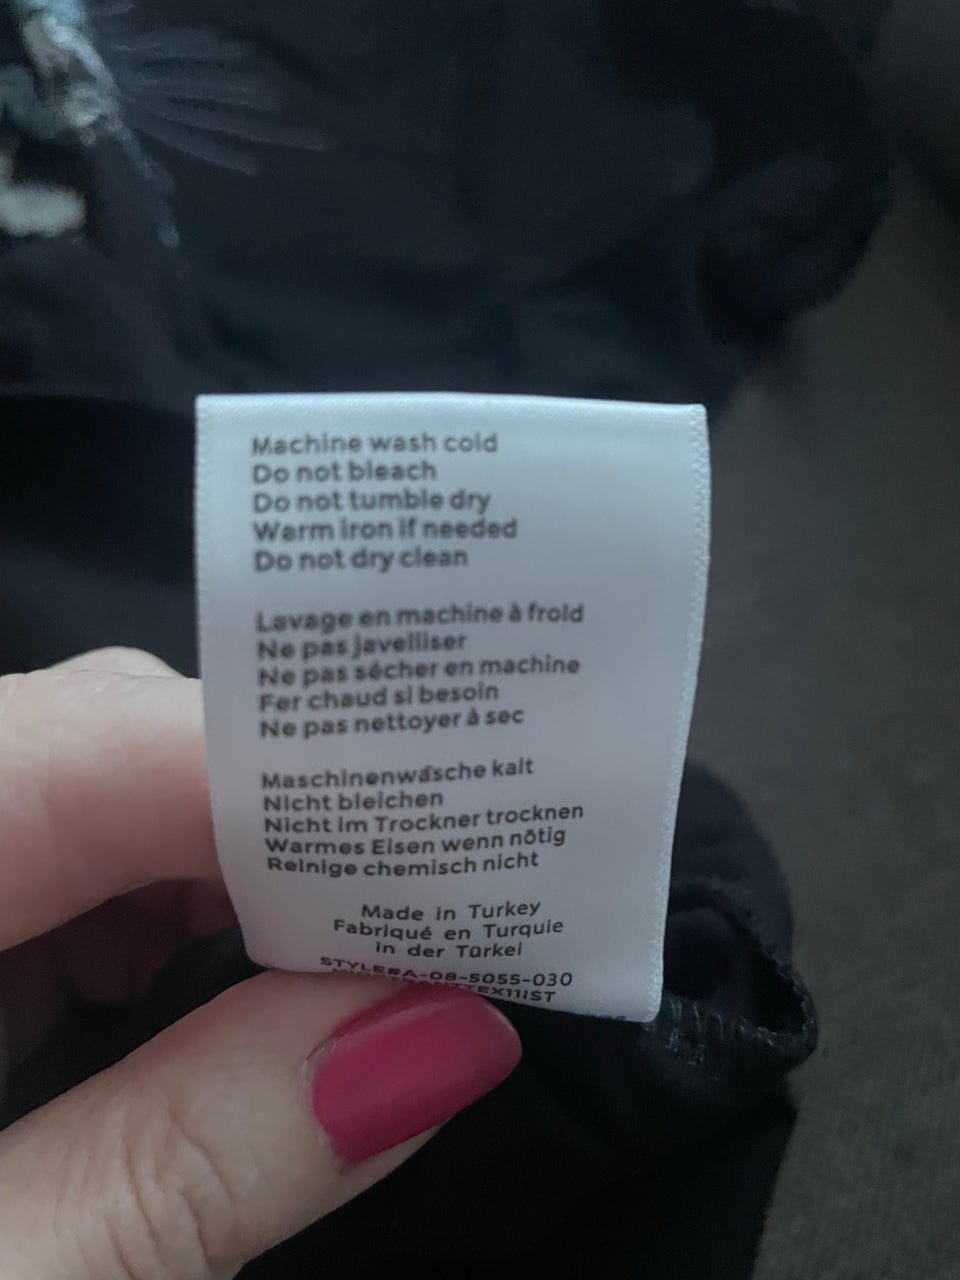 Machine wash cold
Do not bleach
Do not tumble dry
Warm iron if needed
Do not dry clean
Lavage en machine à froid
Ne pas javelliser
Ne pas sécher en machine
Fer chaud si besoin
Ne pas nettoyer à sec
Maschinenwäsche kalt
Nicht bleichen
Nicht im Trockner trocknen
Warmes Eisen wenn nötig
Reinige chemisch nicht
Made in Turkey
Fabriqué en Turquie
in der Türkei
STYLE#A-08-5055-030